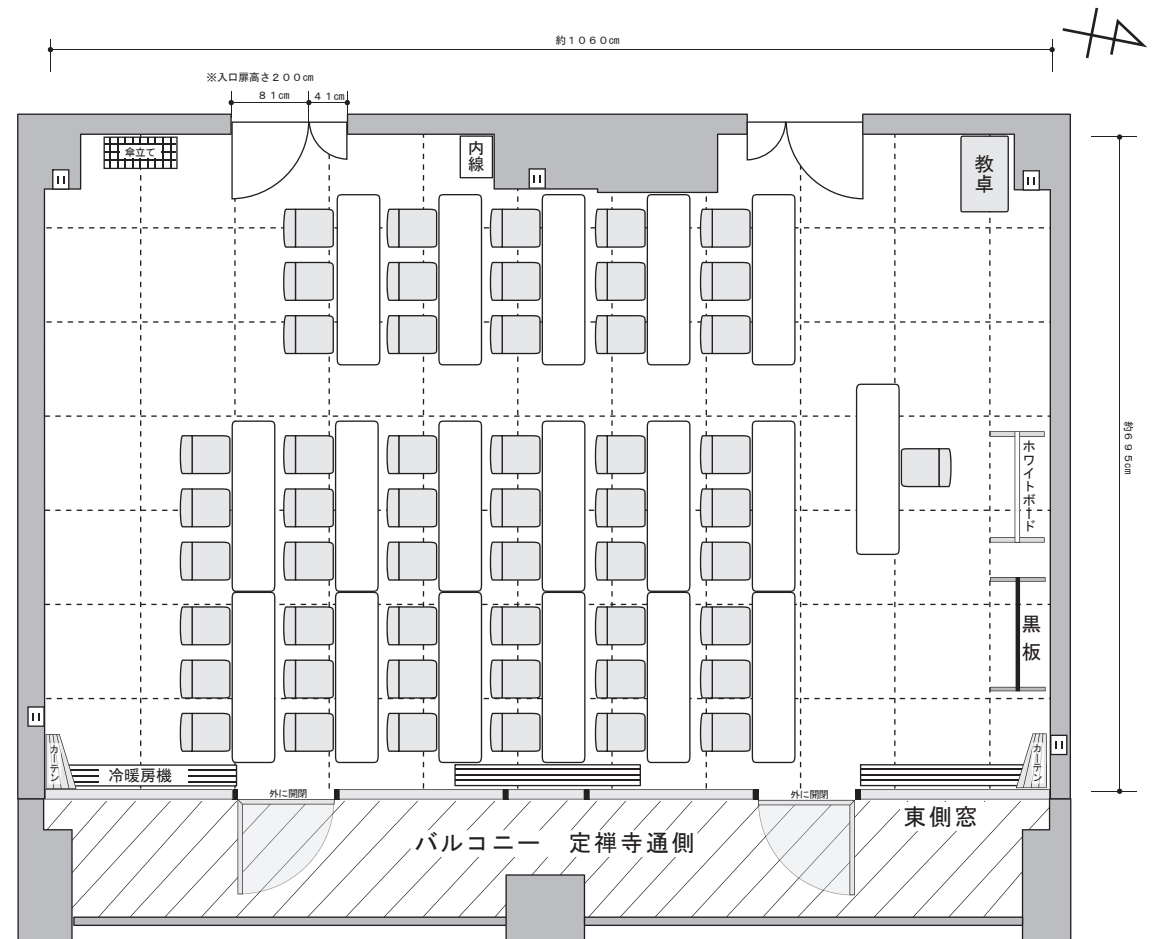 約1060㎝
※入口扉高さ200㎝
81㎝
41㎝
傘立て
内線
教卓
約695㎝
ホワイトボード
黒板
カーテン
冷暖房機
カーテン
外に開閉
外に開閉
東側窓
バルコニー　定禅寺通側